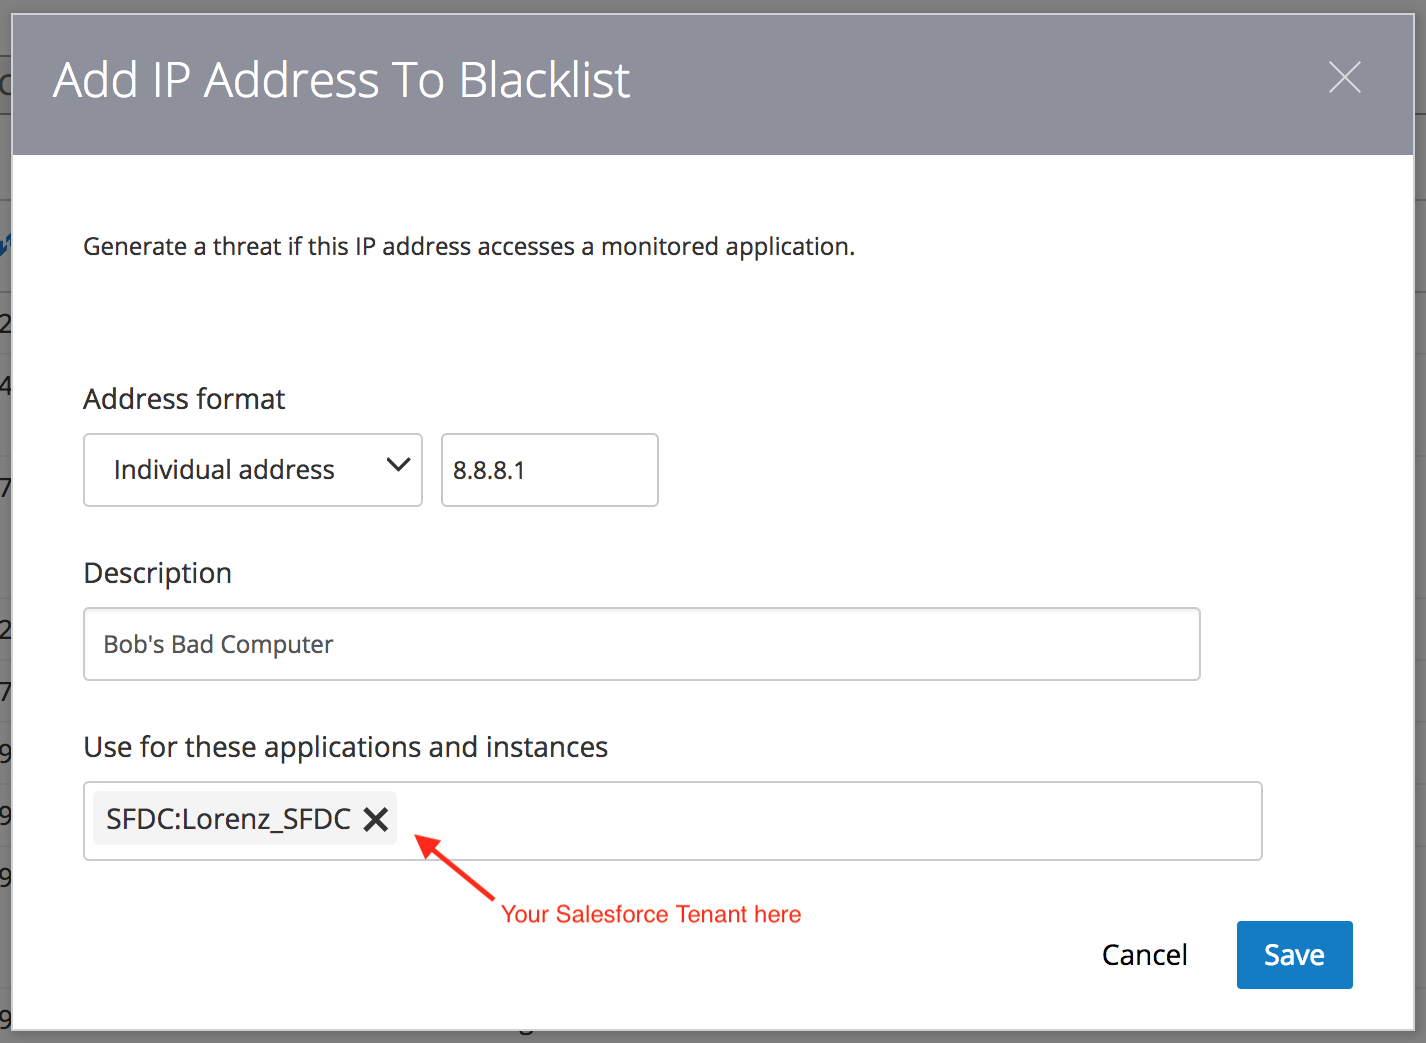 Add IP Address To Blacklist
Generate a threat if this IP address accesses a monitored application.
Address format
Individual address
8.8.8.1
Description
Bob's Bad Computer
Use for these applications and instances
SFDC:Lorenz_SFDC
Your Salesforce Tenant here
Cancel
Save